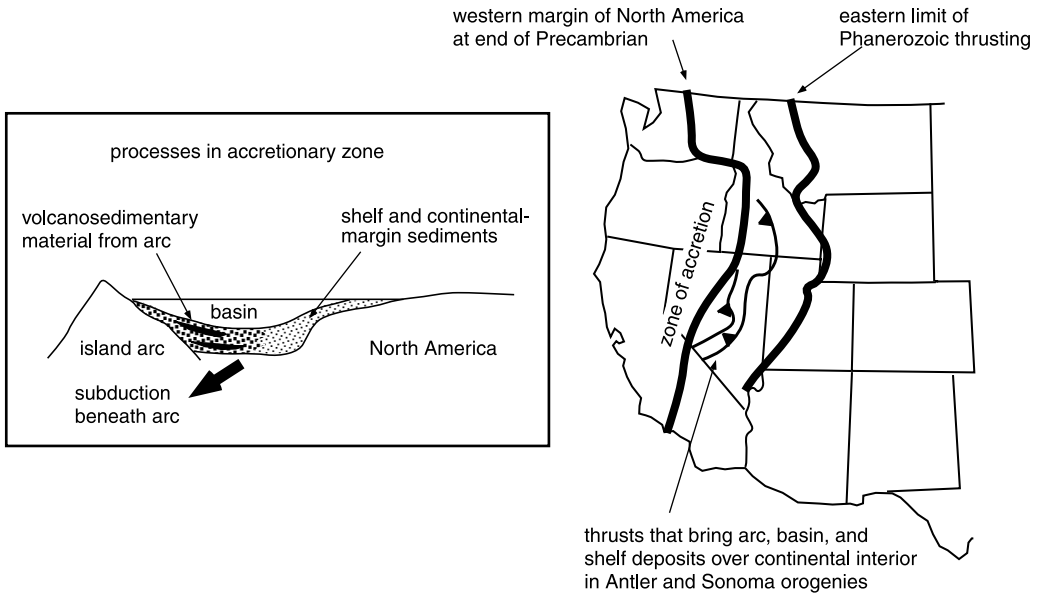 western margin of North America
at end of Precambrian
eastern limit of
Phanerozoic thrusting
processes in accretionary zone
volcanosedimentary
material from arc
shelf and continental-
margin sediments
basin
island arc
North America
subduction
beneath arc
zone of accretion
thrusts that bring arc, basin, and
shelf deposits over continental interior
in Antler and Sonoma orogenies